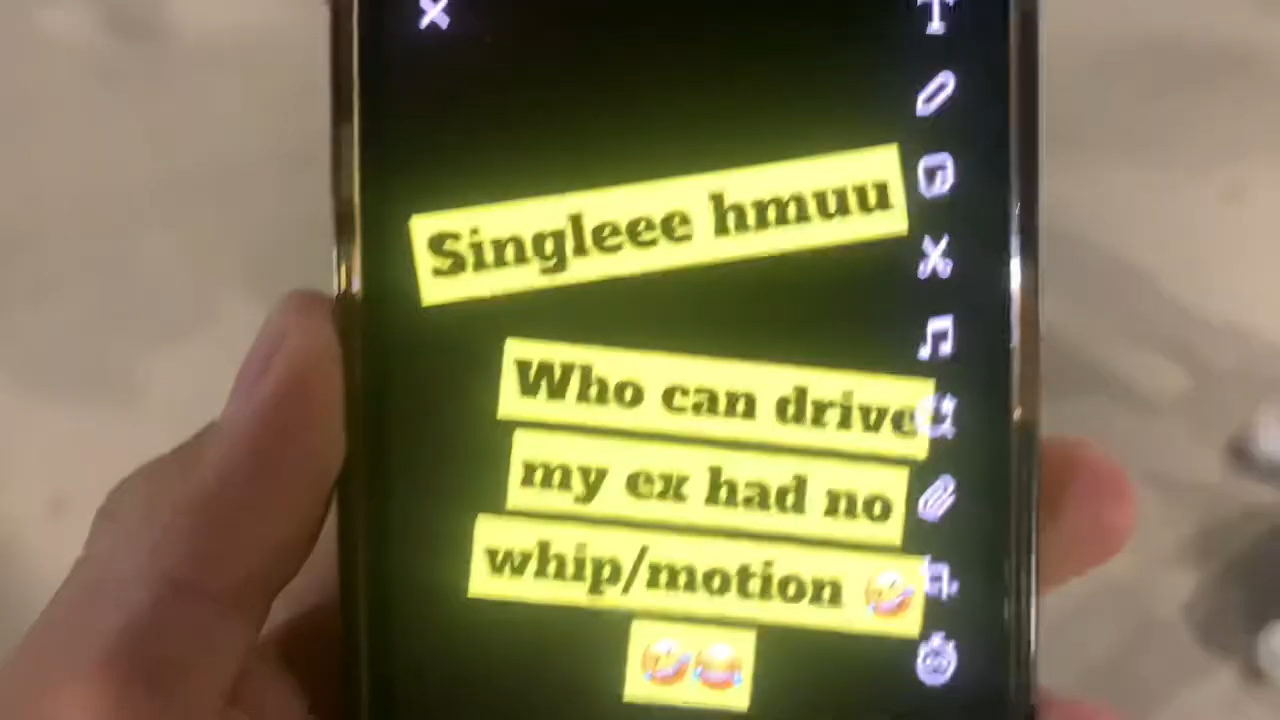 Singleee hmuu
Who can drive
my ex had no
whip/motion 🤣
🤣😂